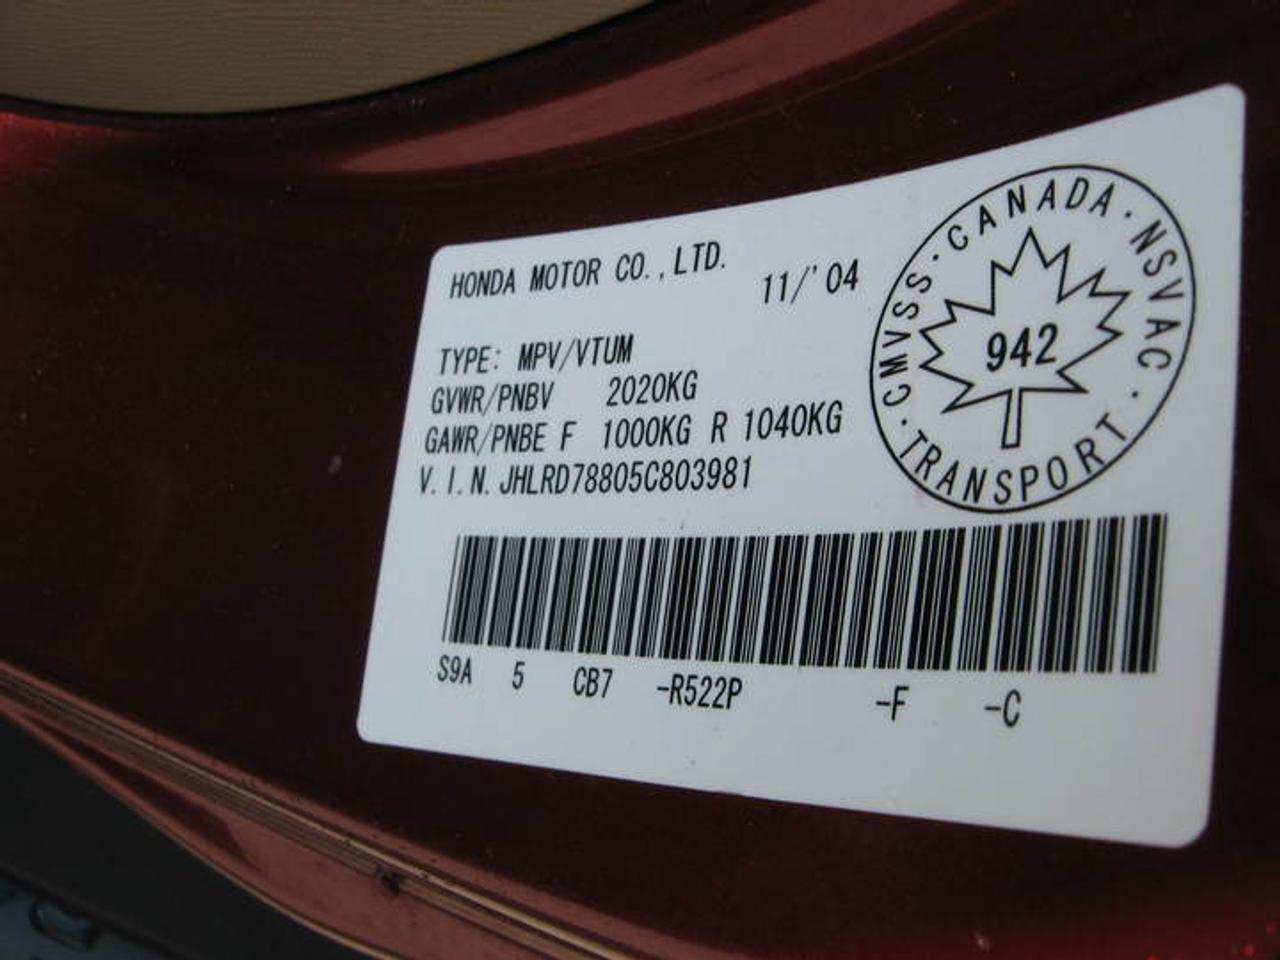 HONDA MOTOR CO., LTD.
11/'04
TYPE: MPV/VTUM
GVWR/PNBV 2020KG
GAWR/PNBE F 1000KG R 1040KG
V.I.N. JHLRD78805C803981
CMVSS · CANADA · NSVAC ·
942
· TRANSPORT
S9A 5 CB7 -R522P -F -C